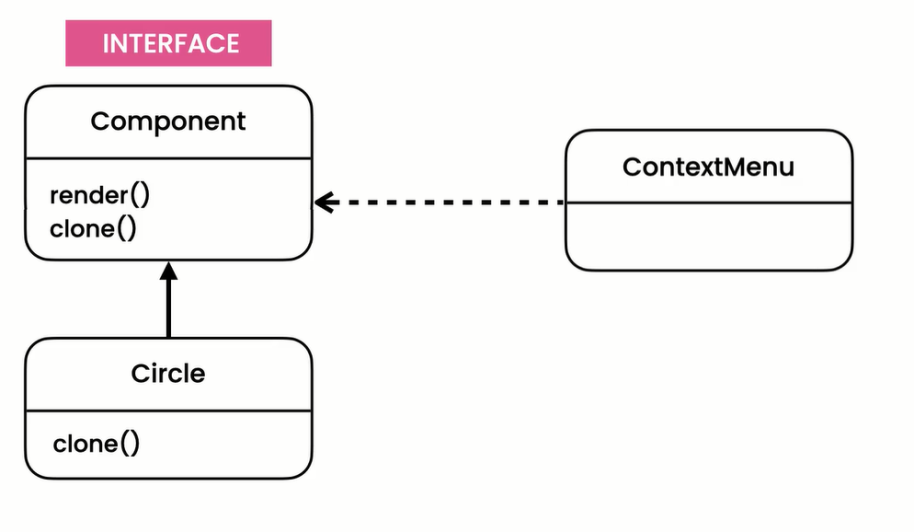 INTERFACE
Component
render()
clone()
ContextMenu
Circle
clone()